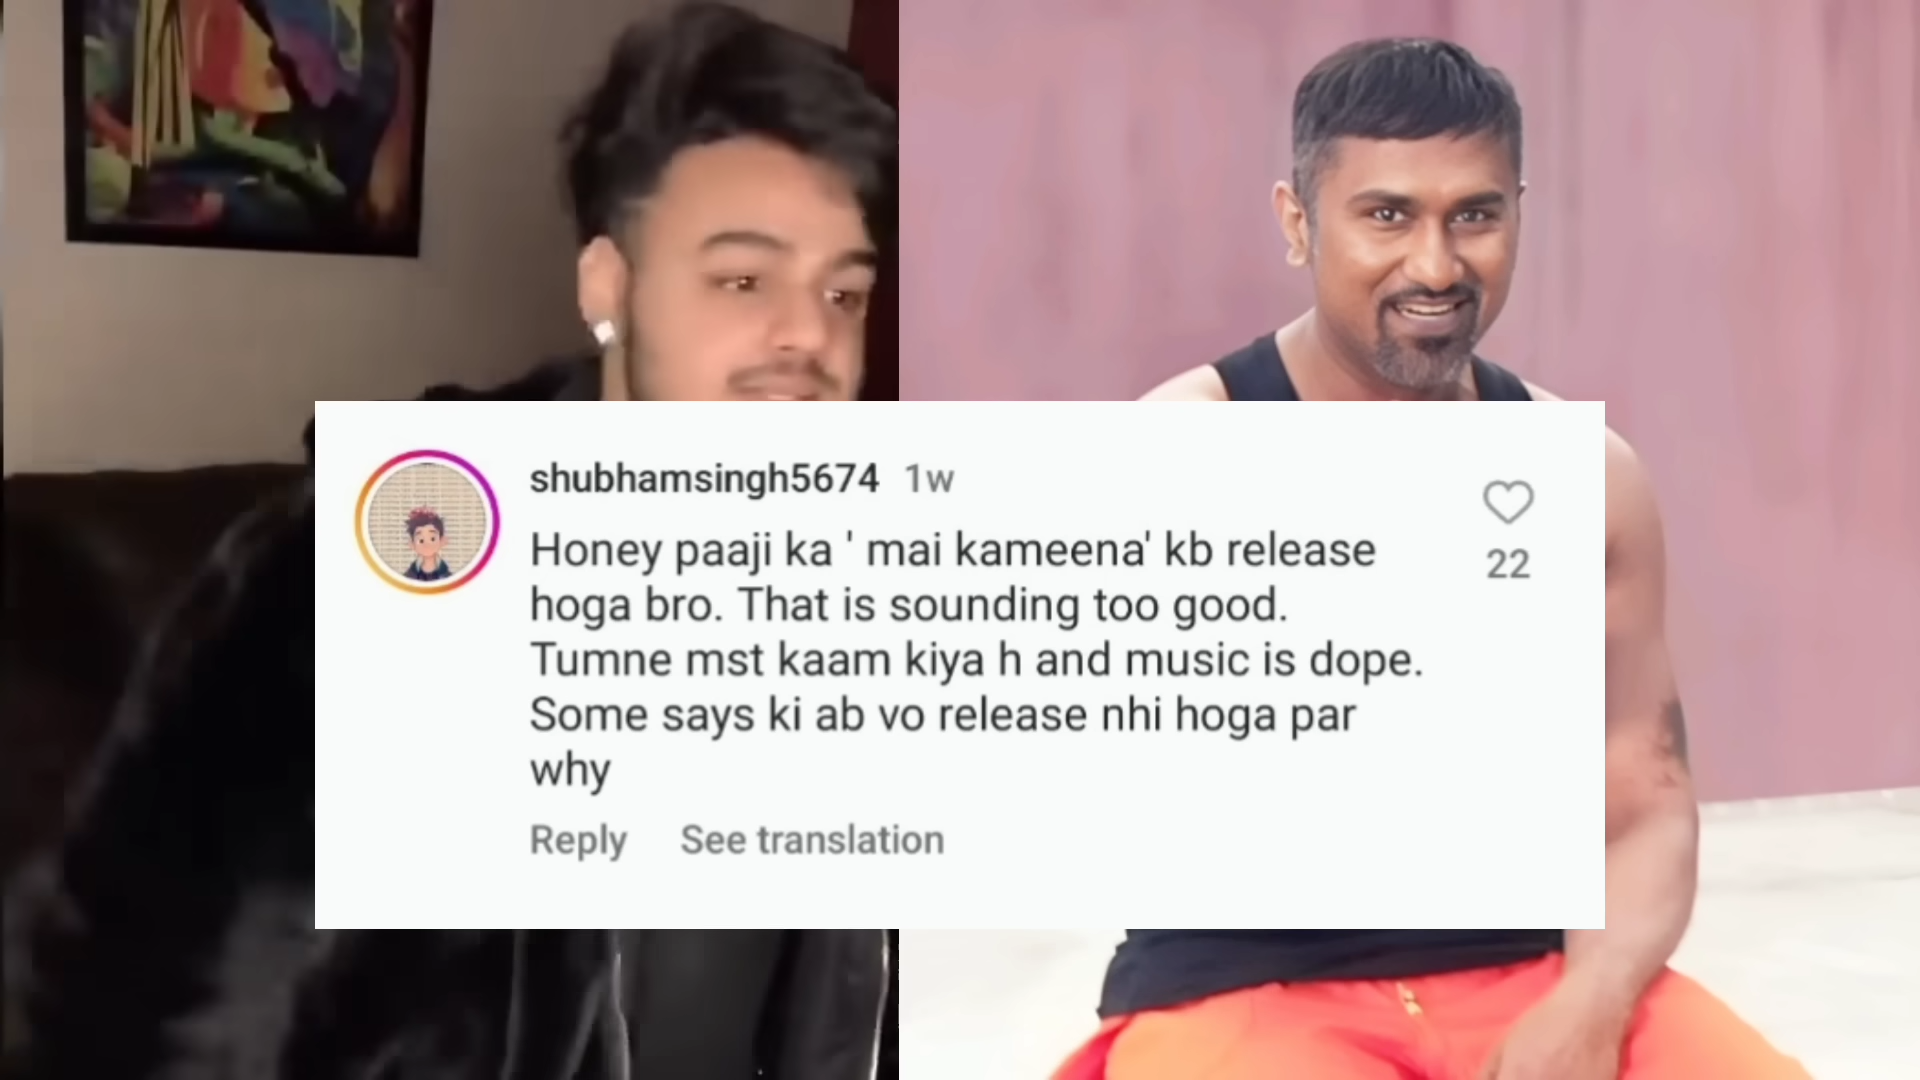 shubhamsingh5674 1w
Honey paaji ka ' mai kameena' kb release
hoga bro. That is sounding too good.
Tumne mst kaam kiya h and music is dope.
Some says ki ab vo release nhi hoga par
why
22
Reply See translation